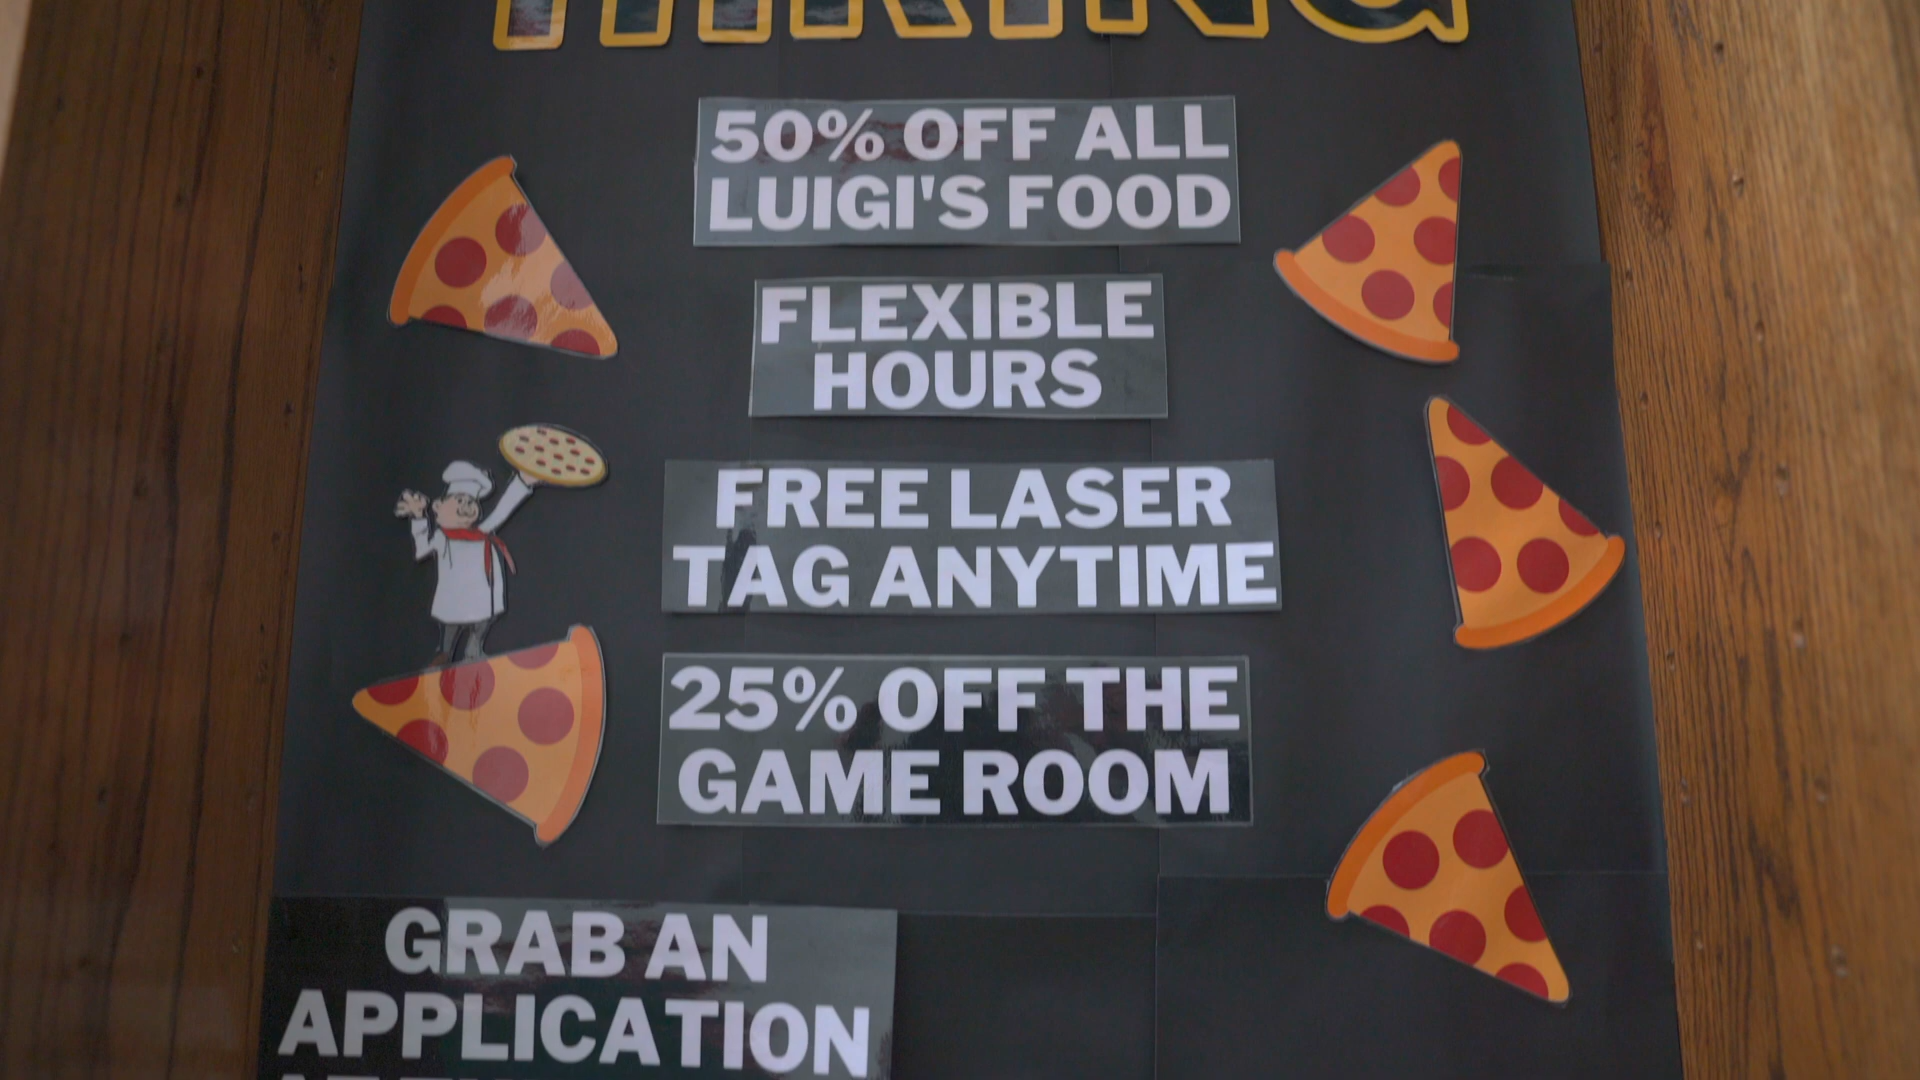 HIRING
50% OFF ALL
LUIGI'S FOOD
FLEXIBLE
HOURS
FREE LASER
TAG ANYTIME
25% OFF THE
GAME ROOM
GRAB AN
APPLICATION